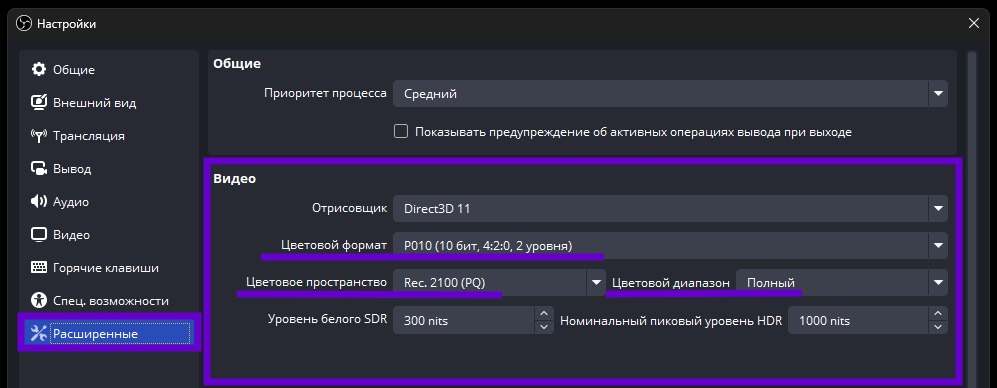 Настройки
Общие
Внешний вид
Трансляция
Вывод
Аудио
Видео
Горячие клавиши
Спец. возможности
Расширенные
Общие
Приоритет процесса Средний
Показывать предупреждение об активных операциях вывода при выходе
Видео
Отрисовщик Direct3D 11
Цветовой формат P010 (10 бит, 4:2:0, 2 уровня)
Цветовое пространство Rec. 2100 (PQ) Цветовой диапазон Полный
Уровень белого SDR 300 nits Номинальный пиковый уровень HDR 1000 nits